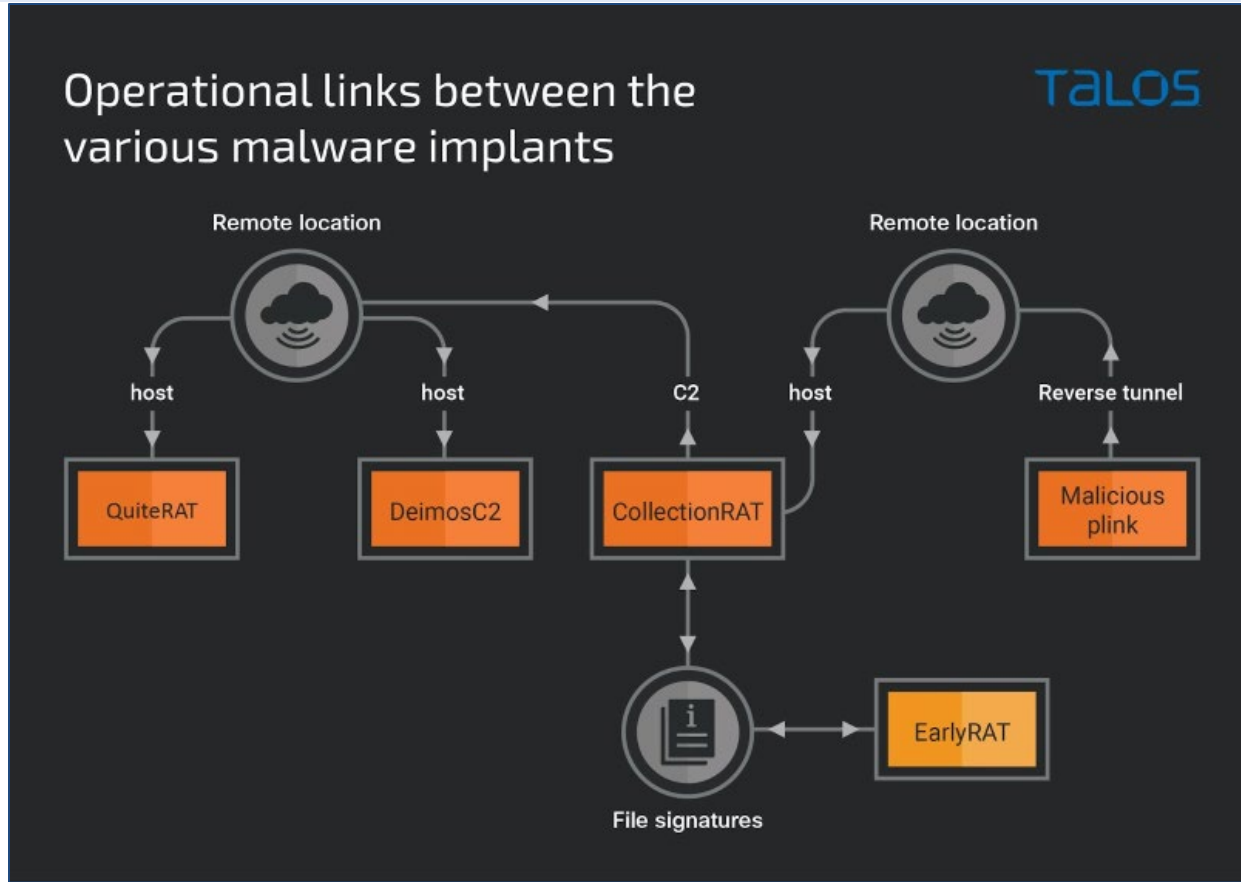 Operational links between the
various malware implants
TALOS
Remote location
Remote location
host
host
C2
host
Reverse tunnel
QuiteRAT
DeimosC2
CollectionRAT
Malicious
plink
i
EarlyRAT
File signatures